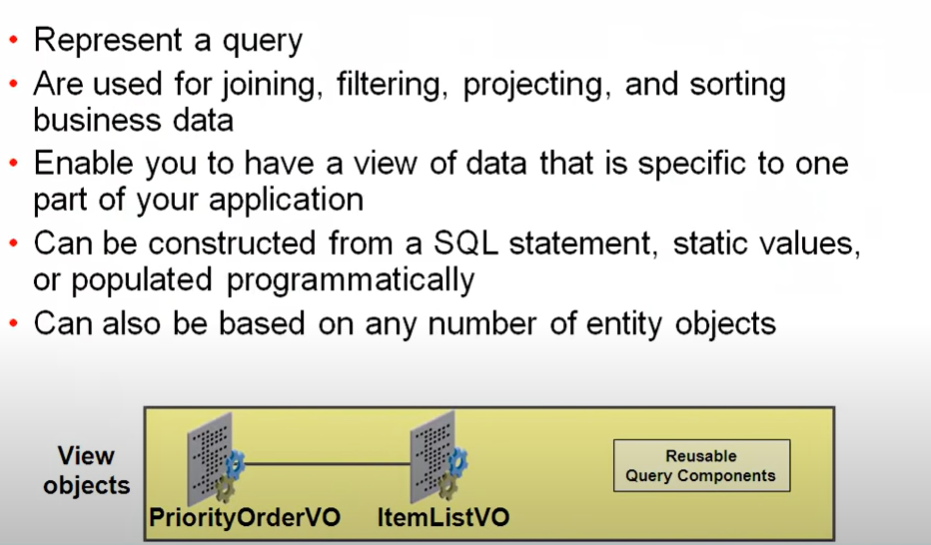 • Represent a query
• Are used for joining, filtering, projecting, and sorting
business data
• Enable you to have a view of data that is specific to one
part of your application
• Can be constructed from a SQL statement, static values,
or populated programmatically
• Can also be based on any number of entity objects
View
objects
PriorityOrderVO
ItemListVO
Reusable
Query Components